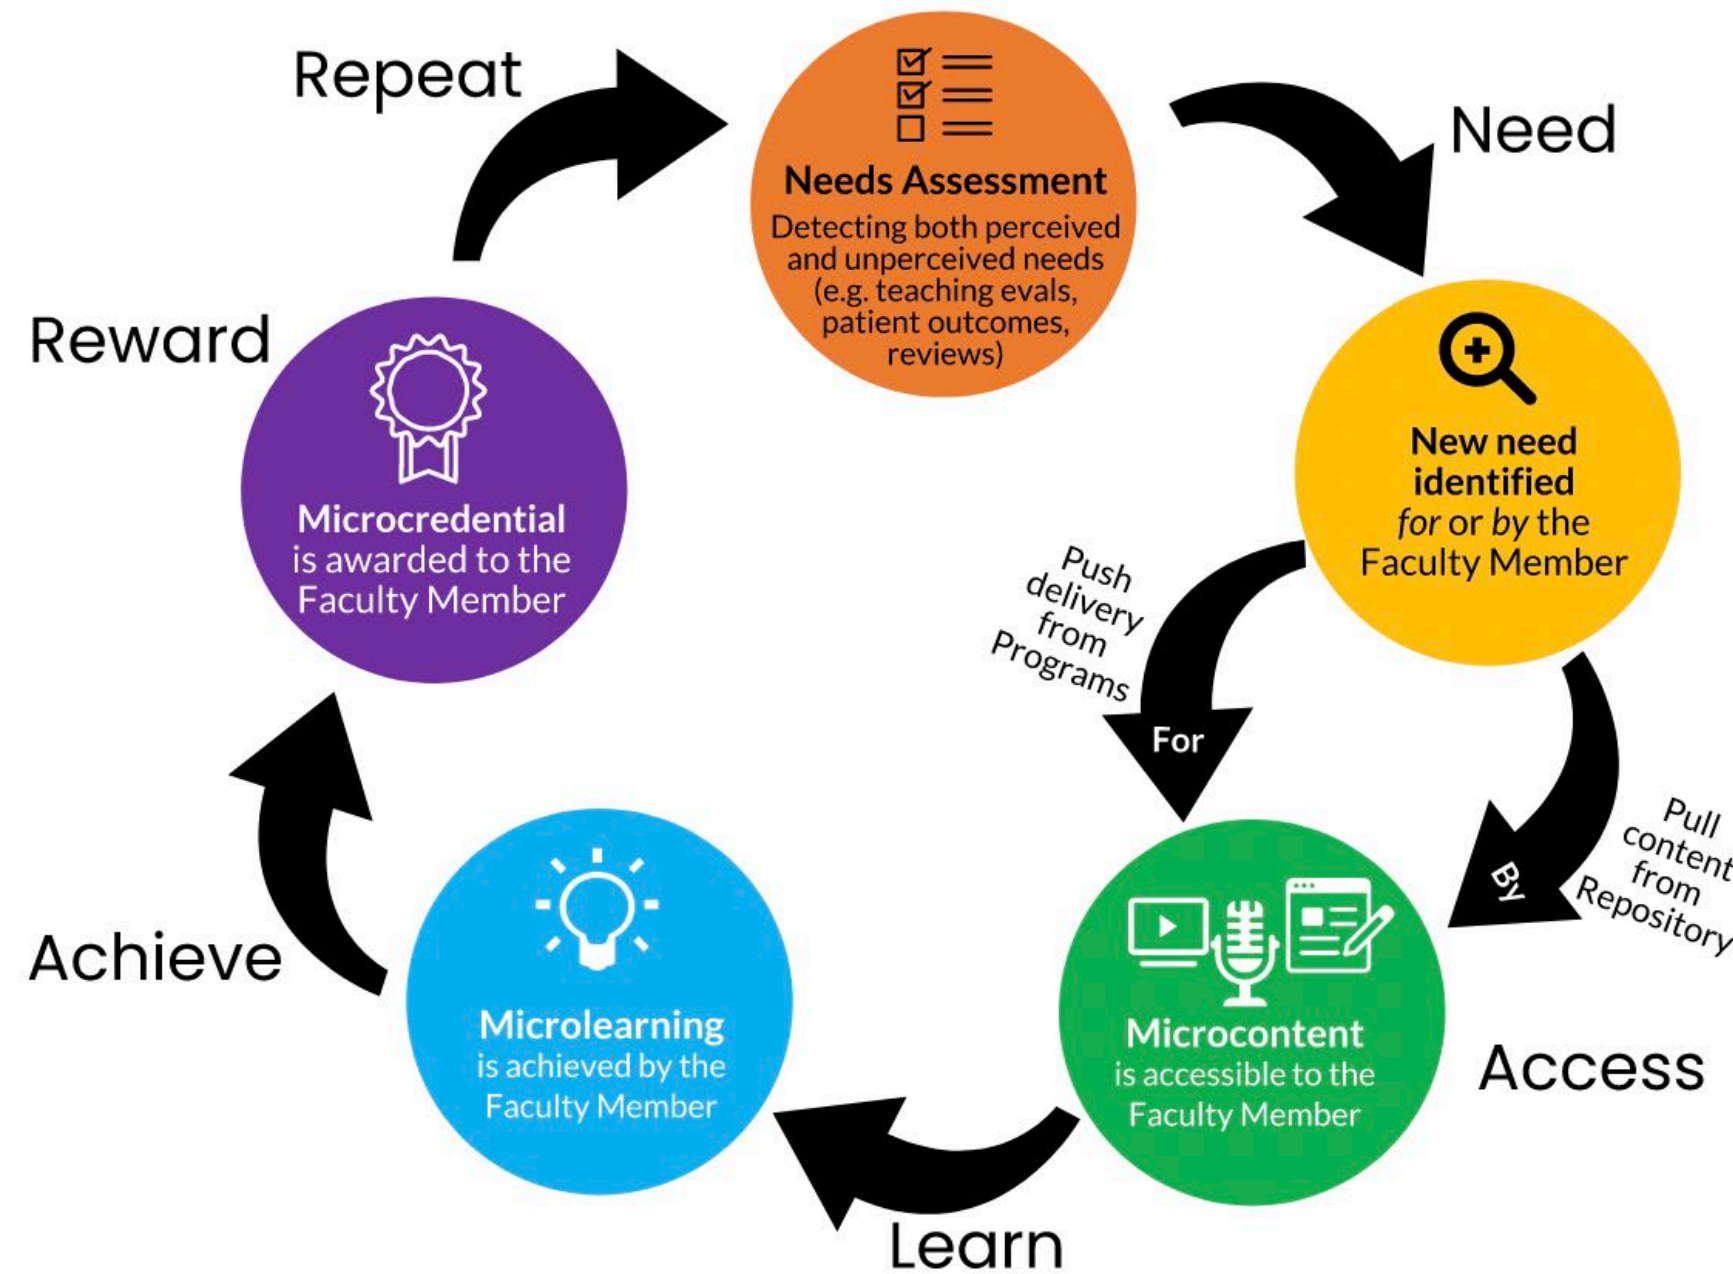 Repeat
Needs Assessment
Detecting both perceived
and unperceived needs
(e.g. teaching evals,
patient outcomes,
reviews)
Need
New need
identified
for or by the
Faculty Member
Push
delivery
from
Programs
For
By
Pull
content
from
Repository
Microcontent
is accessible to the
Faculty Member
Access
Learn
Microlearning
is achieved by the
Faculty Member
Achieve
Reward
Microcredential
is awarded to the
Faculty Member